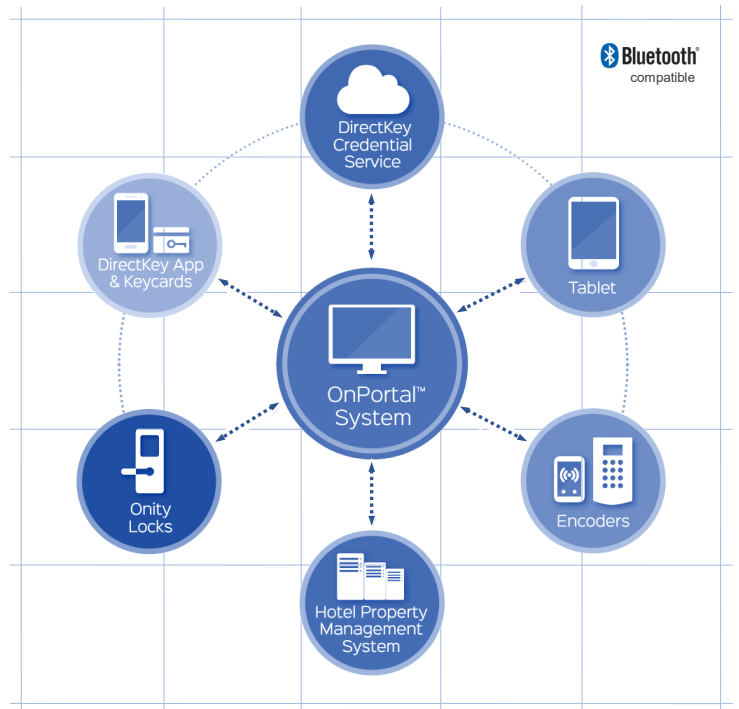 Bluetooth®
compatible
DirectKey
Credential
Service
DirectKey App
& Keycards
Tablet
OnPortal™
System
Onity
Locks
Encoders
Hotel Property
Management
System